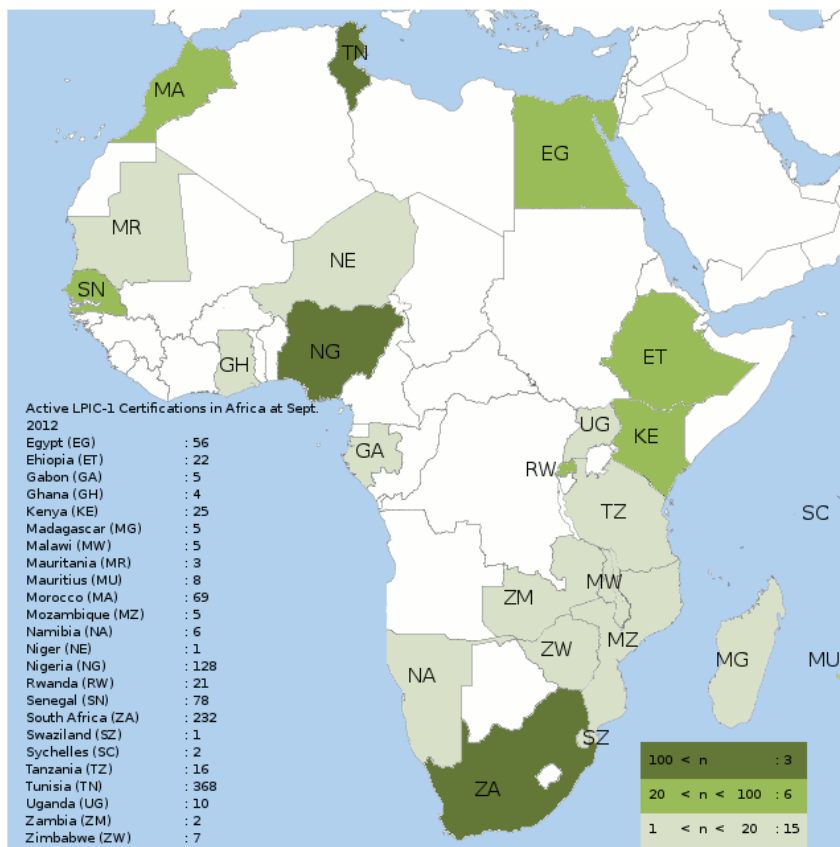 TN
MA
EG
MR
NE
SN
NG
ET
GH
Active LPIC-1 Certifications in Africa at Sept.
2012
UG
KE
GA
RW
Egypt (EG) : 56
Ehiopia (ET) : 22
Gabon (GA) : 5
Ghana (GH) : 4
Kenya (KE) : 25
Madagascar (MG) : 5
Malawi (MW) : 5
Mauritania (MR) : 3
Mauritius (MU) : 8
Morocco (MA) : 69
Mozambique (MZ) : 5
Namibia (NA) : 6
Niger (NE) : 1
Nigeria (NG) : 128
Rwanda (RW) : 21
Senegal (SN) : 78
South Africa (ZA) : 232
Swaziland (SZ) : 1
Sychelles (SC) : 2
Tanzania (TZ) : 16
Tunisia (TN) : 368
Uganda (UG) : 10
Zambia (ZM) : 2
Zimbabwe (ZW) : 7
TZ
SC
MW
ZM
MZ
ZW
NA
MG
MU
SZ
ZA
100 < n : 3
20 < n < 100 : 6
1 < n < 20 : 15